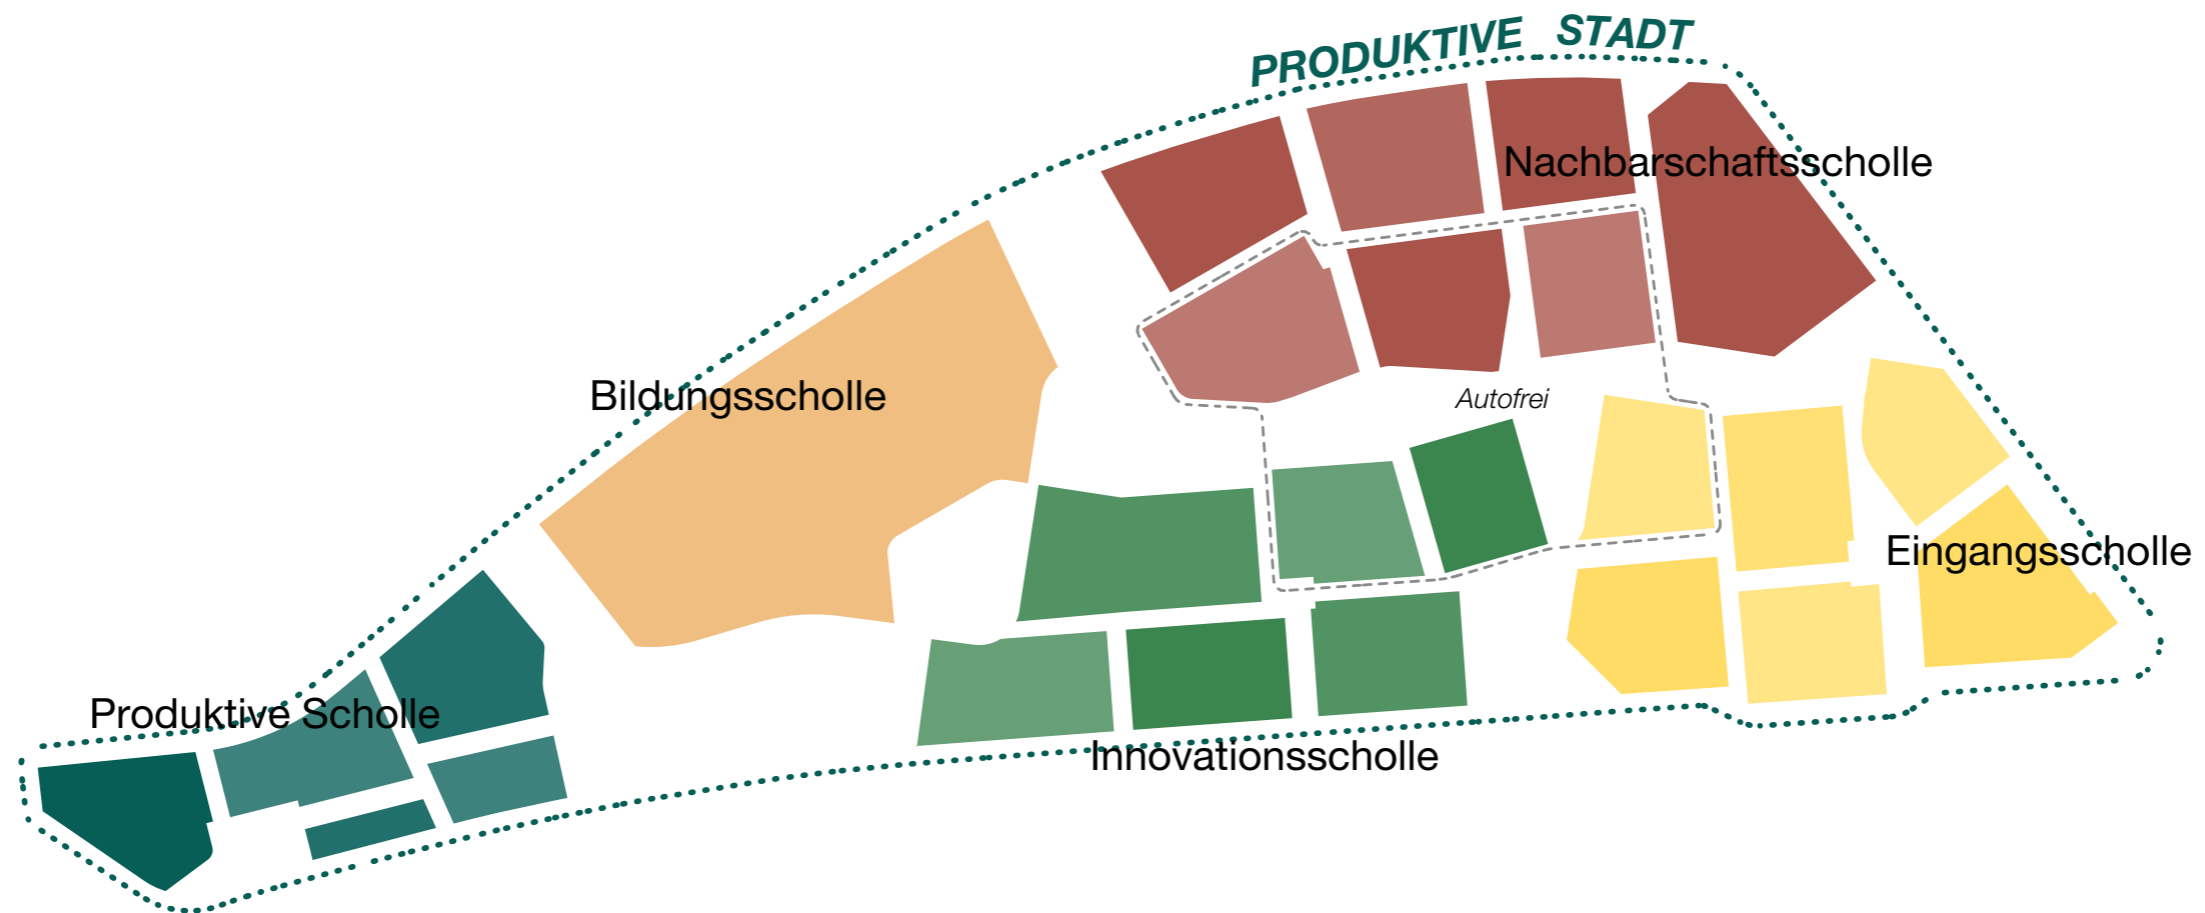 PRODUKTIVE STADT
Nachbarschaftsscholle
Bildungsscholle
Autofrei
Eingangsscholle
Produktive Scholle
Innovationsscholle